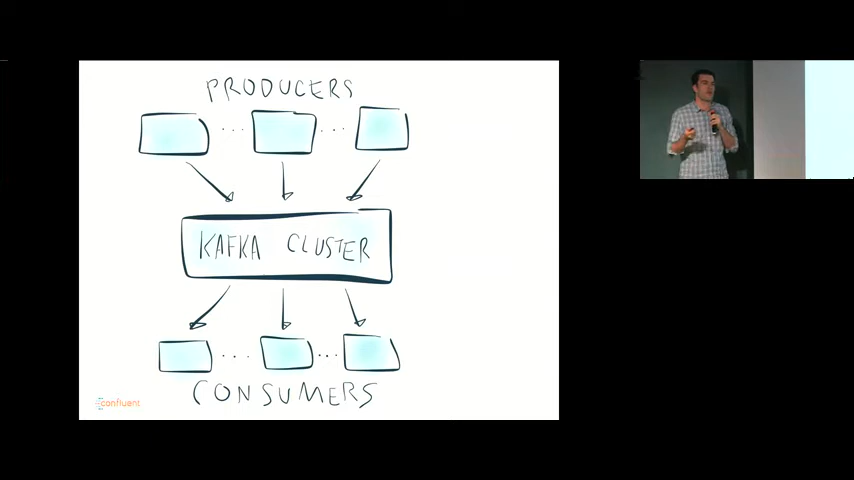 PRODUCERS
... ...
KAFKA CLUSTER
... ...
CONSUMERS
confluent